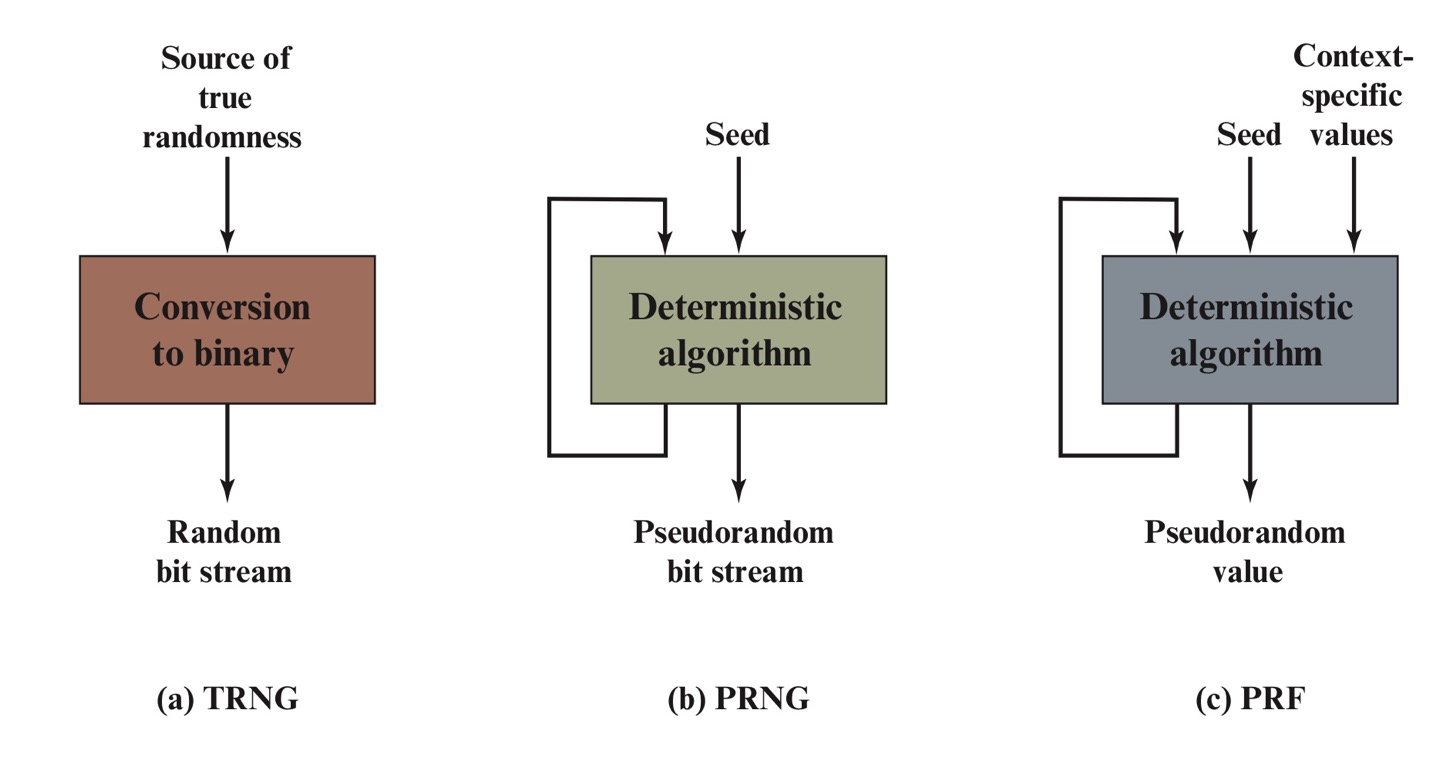 Source of
true
randomness
Conversion
to binary
Random
bit stream
(a) TRNG
Seed
Deterministic
algorithm
Pseudorandom
bit stream
(b) PRNG
Seed
Context-
specific
values
Deterministic
algorithm
Pseudorandom
value
(c) PRF